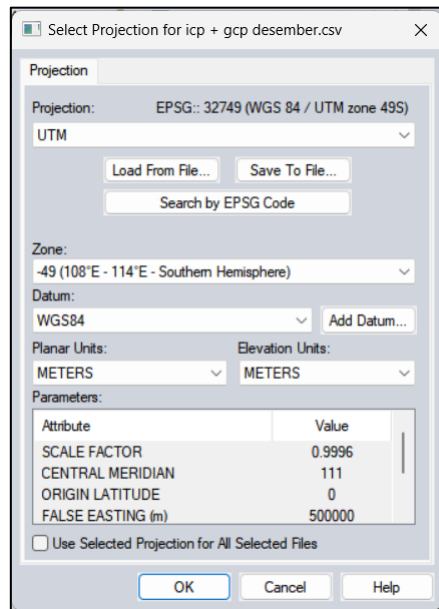 Select Projection for icp + gcp desember.csv
Projection
Projection: EPSG:: 32749 (WGS 84 / UTM zone 49S)
UTM
Load From File... Save To File...
Search by EPSG Code
Zone:
-49 (108°E - 114°E - Southern Hemisphere)
Datum:
WGS84 Add Datum...
Planar Units: Elevation Units:
METERS METERS
Parameters:
Attribute Value
SCALE FACTOR 0.9996
CENTRAL MERIDIAN 111
ORIGIN LATITUDE 0
FALSE EASTING (m) 500000
Use Selected Projection for All Selected Files
OK Cancel Help